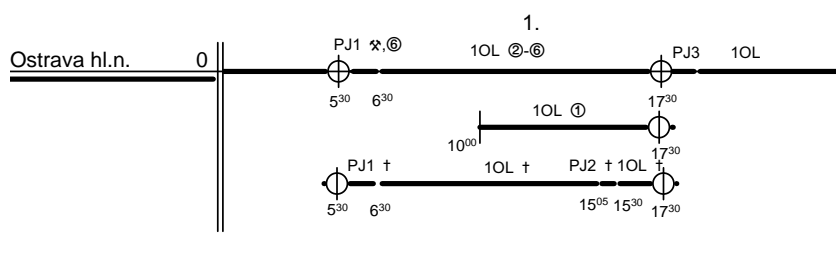 1.
PJ1 ⚒,⑥ 1OL ②-⑥ PJ3 1OL
Ostrava hl.n. 0
5³⁰ 6³⁰ 17³⁰
1OL ①
10⁰⁰ 17³⁰
PJ1 † 1OL † PJ2 † 1OL †
5³⁰ 6³⁰ 15⁰⁵ 15³⁰ 17³⁰